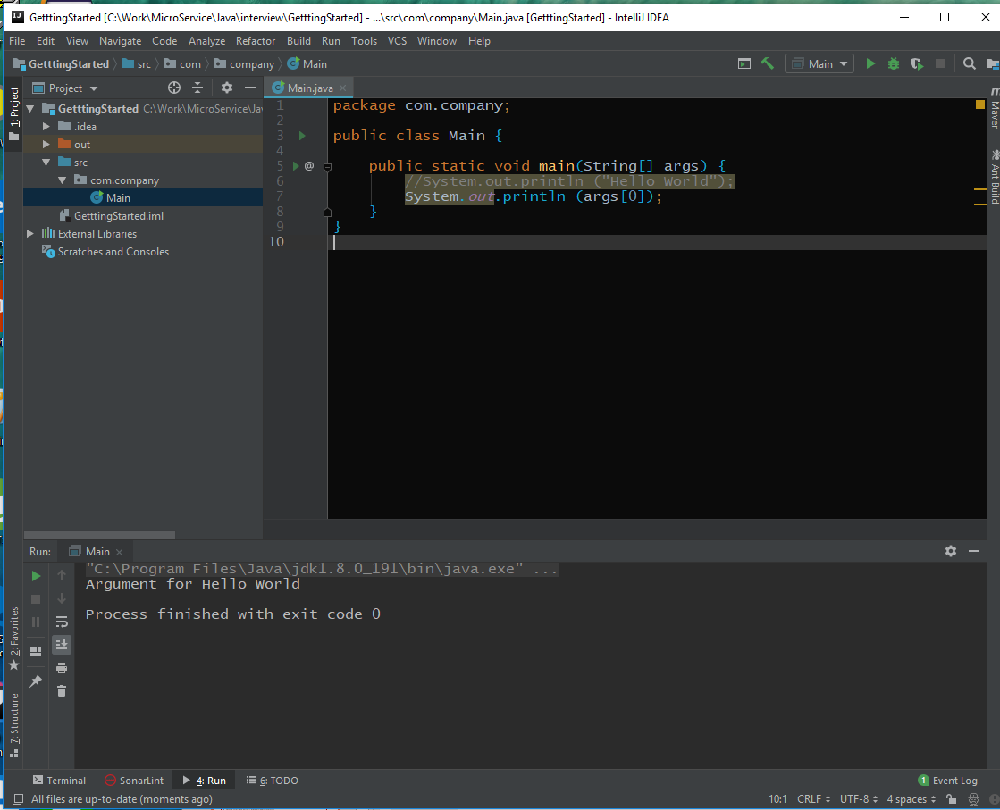 GetttingStarted [C:\Work\MicroService\Java\interview\GetttingStarted] - ...\src\com\company\Main.java [GetttingStarted] - IntelliJ IDEA
File Edit View Navigate Code Analyze Refactor Build Run Tools VCS Window Help
GetttingStarted src com company Main
Main
1: Project
Project
GetttingStarted C:\Work\MicroService\Jav
.idea
out
src
com.company
Main
GetttingStarted.iml
External Libraries
Scratches and Consoles
Main.java
1 package com.company;
2
3 public class Main {
4
5 @ public static void main(String[] args) {
6 //System.out.println ("Hello World");
7 System.out.println (args[0]);
8 }
9 }
10
Maven
Ant Build
Run: Main
"C:\Program Files\Java\jdk1.8.0_191\bin\java.exe" ...
Argument for Hello World
Process finished with exit code 0
2: Favorites
7: Structure
Terminal SonarLint 4: Run 6: TODO 1 Event Log
All files are up-to-date (moments ago) 10:1 CRLF UTF-8 4 spaces